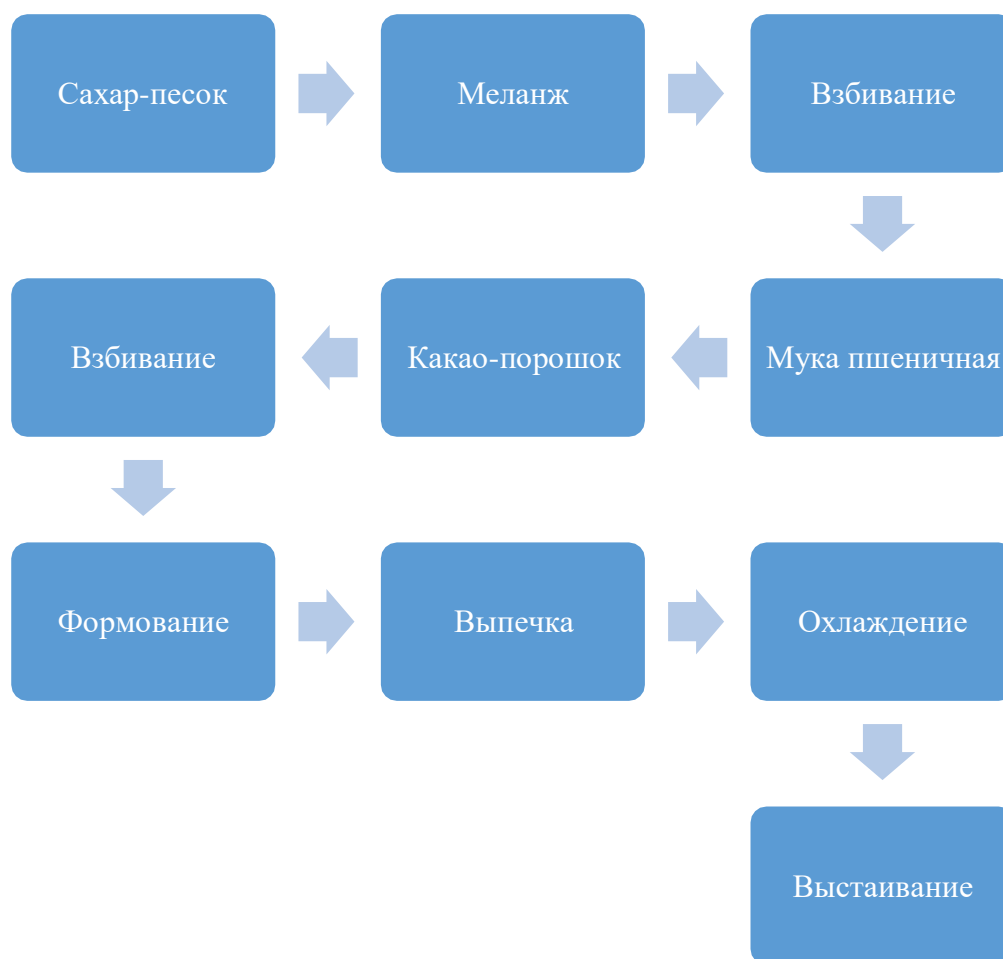 Сахар-песок
Меланж
Взбивание
Мука пшеничная
Какао-порошок
Взбивание
Формование
Выпечка
Охлаждение
Выстаивание